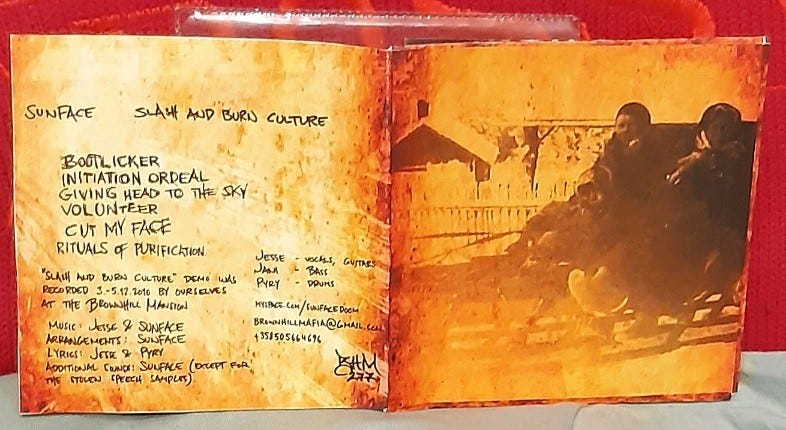 SUNFACE SLASH AND BURN CULTURE
BOOTLICKER
INITIATION ORDEAL
GIVING HEAD TO THE SKY
VOLUNTEER
CUT MY FACE
RITUALS OF PURIFICATION
"SLASH AND BURN CULTURE" DEMO WAS
RECORDED 3.-5.12.2010 BY OURSELVES
AT THE BROWNHILL MANSION
MUSIC: JESSE & SUNFACE
ARRANGEMENTS: SUNFACE
LYRICS: JESSE & PYRY
ADDITIONAL SOUNDS: SUNFACE (EXCEPT FOR
THE STOLEN SPEECH SAMPLES).
JESSE - VOCALS, GUITARS
JANI - BASS
PYRY - DRUMS
MYSPACE.COM/SUNFACEDOOM
BROWNHILLMAFIA@GMAIL.COM
+358505664696
BHM
277